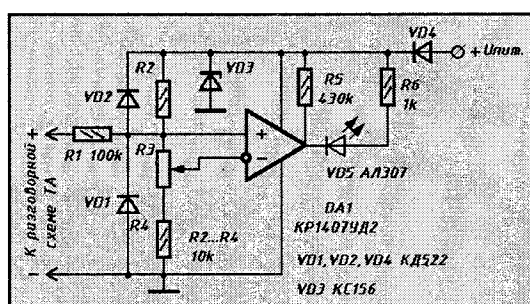 VD4
+ Uпит.
R2
VD3
R5
430k
R6
1k
VD2
+
R1 100k
R3
+
-
VD5 АЛ307
К разговорной
схеме ТА
VD1
R4
R2...R4
10k
DA1
КР1407УД2
VD1,VD2,VD4 КД522
VD3 КС156
-